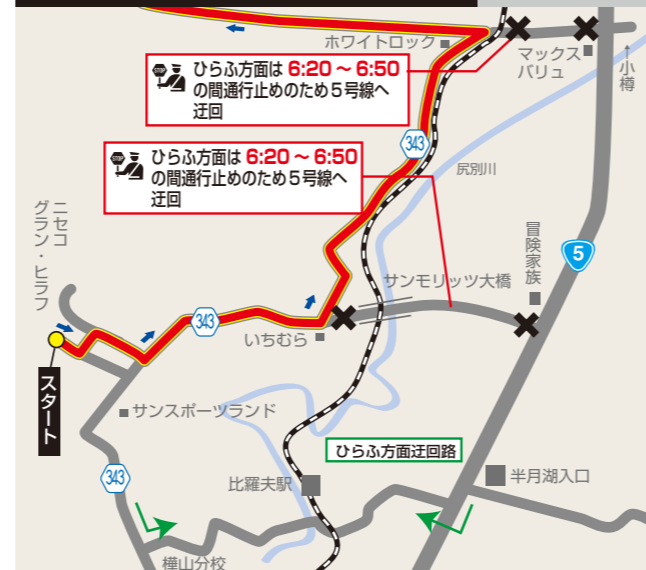 ホワイトロック
マックス
バリュ
↑小樽
STOP
ひらふ方面は 6:20 ～ 6:50
の間通行止めのため５号線へ
迂回
343
STOP
ひらふ方面は 6:20 ～ 6:50
の間通行止めのため５号線へ
迂回
尻別川
ニセコ
グラン・ヒラフ
冒険家族
5
サンモリッツ大橋
343
いちむら
スタート
サンスポーツランド
ひらふ方面迂回路
343
比羅夫駅
半月湖入口
樺山分校